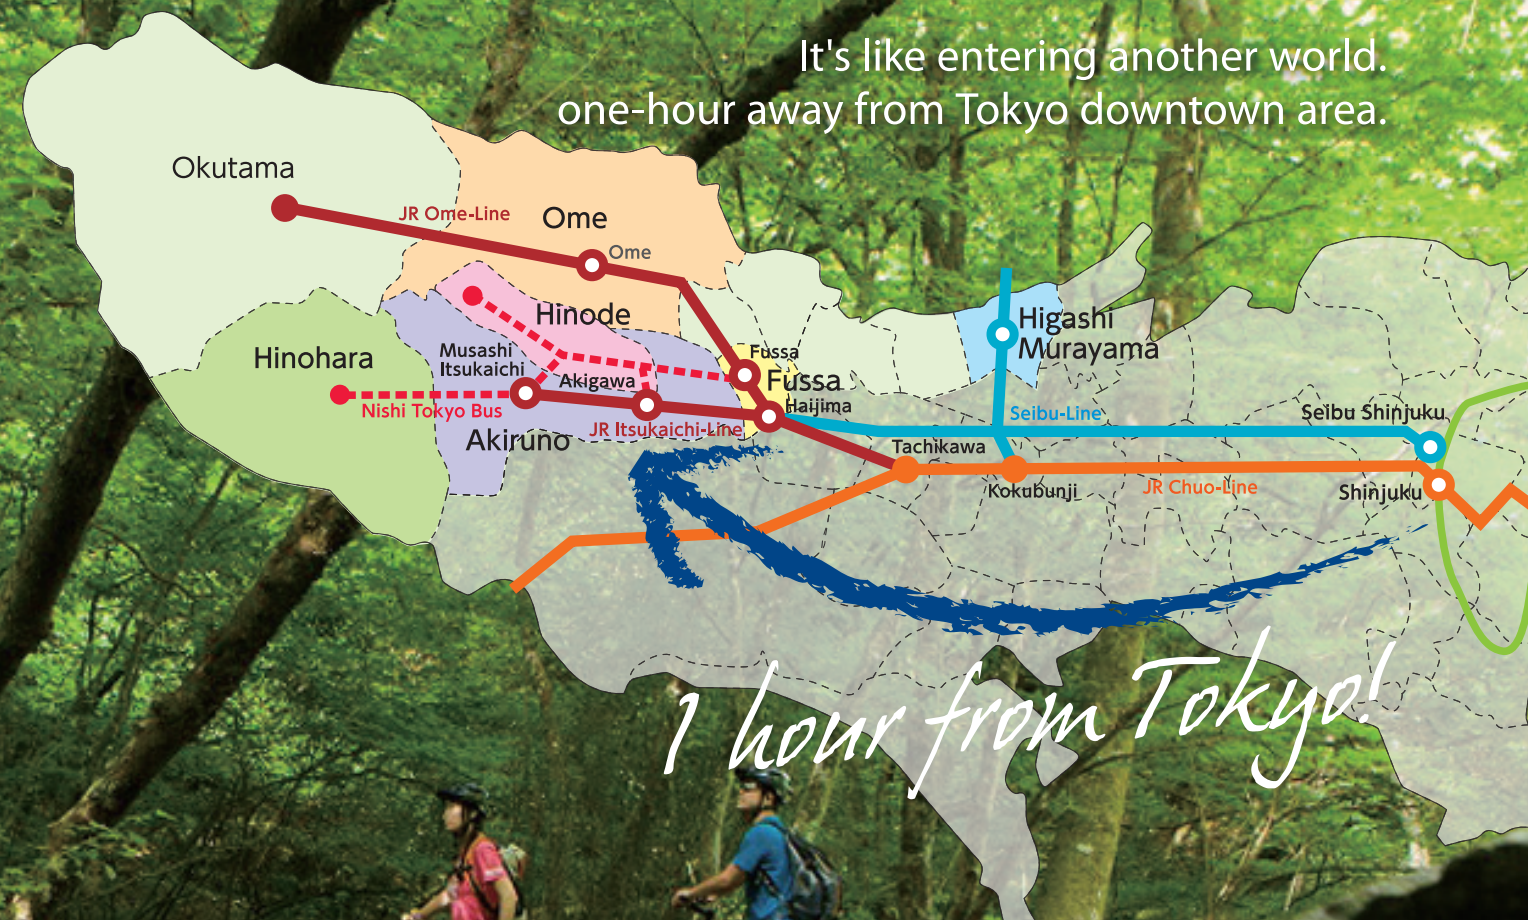 It's like entering another world.
one-hour away from Tokyo downtown area.
Okutama
JR Ome-Line
Ome
Ome
Hinode
Higashi
Murayama
Hinohara
Musashi
Itsukaichi
Akigawa
Fussa
Fussa
Haijima
Nishi Tokyo Bus
Akiruno
JR Itsukaichi-Line
Seibu-Line
Seibu Shinjuku
Tachikawa
Kokubunji
JR Chuo-Line
Shinjuku
1 hour from Tokyo!